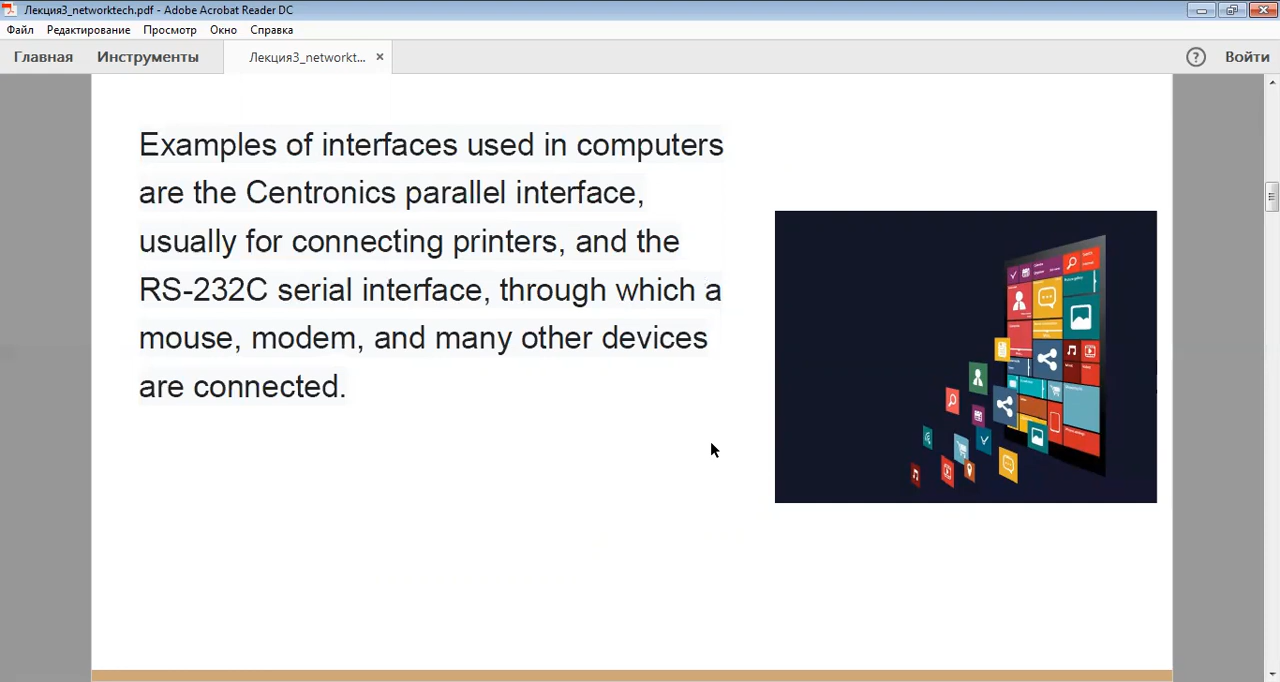 Лекция3_networktech.pdf - Adobe Acrobat Reader DC
Файл Редактирование Просмотр Окно Справка
Главная Инструменты Лекция3_networkt... × ? Войти
Examples of interfaces used in computers
are the Centronics parallel interface,
usually for connecting printers, and the
RS-232C serial interface, through which a
mouse, modem, and many other devices
are connected.